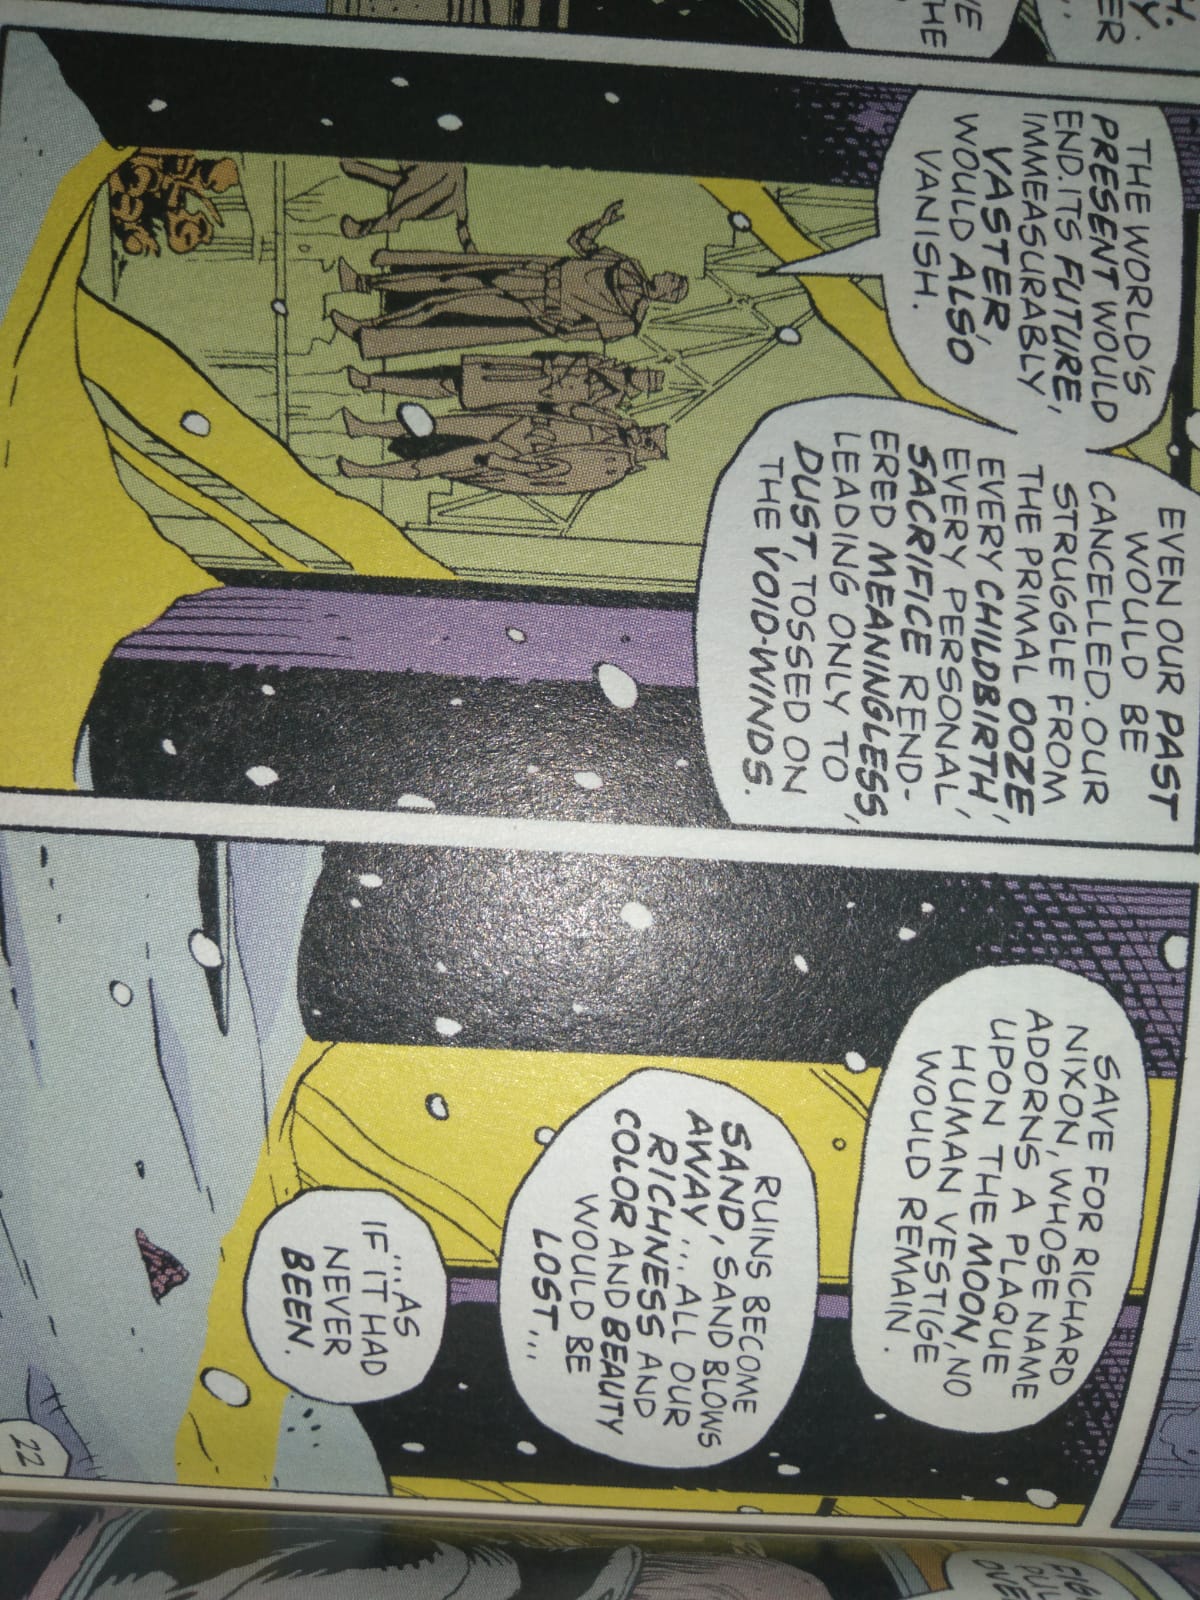 THE WORLD'S
PRESENT WOULD
END. ITS FUTURE,
IMMEASURABLY
VASTER,
WOULD ALSO
VANISH.
EVEN OUR PAST
WOULD BE
CANCELLED. OUR
STRUGGLE FROM
THE PRIMAL OOZE,
EVERY CHILDBIRTH,
EVERY PERSONAL
SACRIFICE REND-
ERED MEANINGLESS,
LEADING ONLY TO
DUST, TOSSED ON
THE VOID-WINDS.
SAVE FOR RICHARD
NIXON, WHOSE NAME
ADORNS A PLAQUE
UPON THE MOON, NO
HUMAN VESTIGE
WOULD REMAIN.
RUINS BECOME
SAND, SAND BLOWS
AWAY... ALL OUR
RICHNESS AND
COLOR AND BEAUTY
WOULD BE
LOST...
...AS
IF IT HAD
NEVER
BEEN.
22